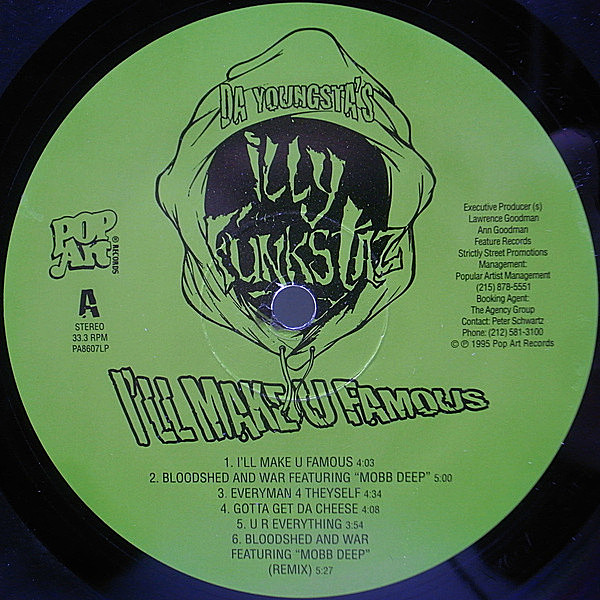 DA YOUNGSTA'S
iLLY
FUNKSTAZ
POP
ART
® RECORDS
A
STEREO
33.3 RPM
PA8607LP
Executive Producer (s)
Lawrence Goodman
Ann Goodman
Feature Records
Strictly Street Promotions
Management:
Popular Artist Management
(215) 878-5551
Booking Agent:
The Agency Group
Contact: Peter Schwartz
Phone: (212) 581-3100
© ℗ 1995 Pop Art Records
I'LL MAKE U FAMOUS
1. I'LL MAKE U FAMOUS 4:03
2. BLOODSHED AND WAR FEATURING "MOBB DEEP" 5:00
3. EVERYMAN 4 THEYSELF 4:34
4. GOTTA GET DA CHEESE 4:08
5. U R EVERYTHING 3:54
6. BLOODSHED AND WAR
FEATURING "MOBB DEEP"
(REMIX) 5:27